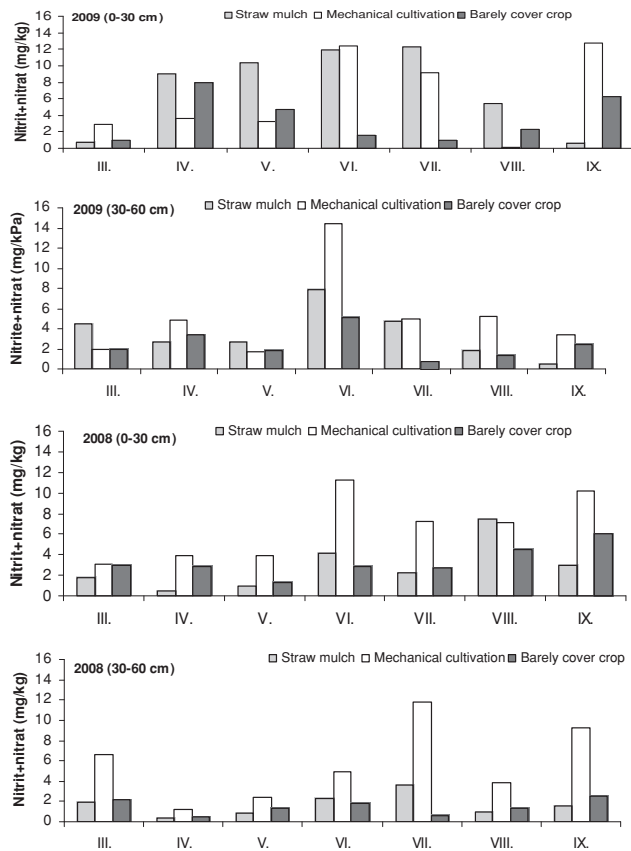 2009 (0-30 cm)
Straw mulch Mechanical cultivation Barely cover crop
Nitrit+nitrat (mg/kg)
16
14
12
10
8
6
4
2
0
III. IV. V. VI. VII. VIII. IX.
2009 (30-60 cm)
Straw mulch Mechanical cultivation Barely cover crop
Nitrite+nitrat (mg/kPa)
16
14
12
10
8
6
4
2
0
III. IV. V. VI. VII. VIII. IX.
2008 (0-30 cm)
Straw mulch Mechanical cultivation Barely cover crop
Nitrit+nitrat (mg/kg)
16
14
12
10
8
6
4
2
0
III. IV. V. VI. VII. VIII. IX.
2008 (30-60 cm)
Straw mulch Mechanical cultivation Barely cover crop
Nitrit+nitrat (mg/kg)
16
14
12
10
8
6
4
2
0
III. IV. V. VI. VII. VIII. IX.